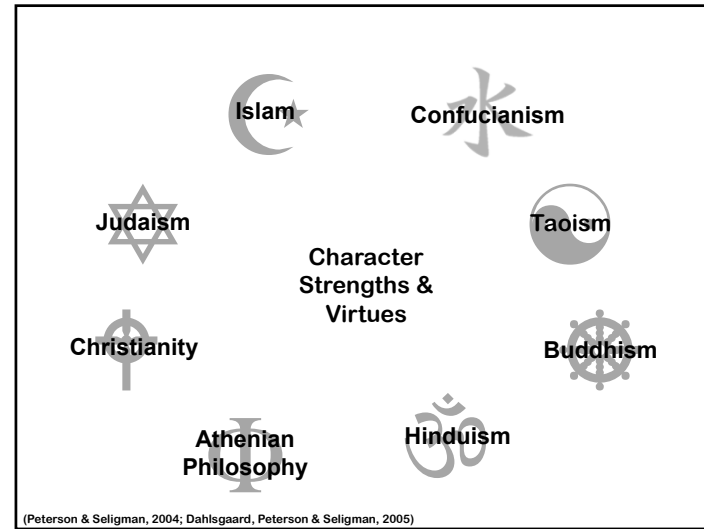 Islam
Confucianism
水
Judaism
Taoism
Character
Strengths &
Virtues
Christianity
Buddhism
Athenian
Philosophy
Φ
Hinduism
ॐ
(Peterson & Seligman, 2004; Dahlsgaard, Peterson & Seligman, 2005)